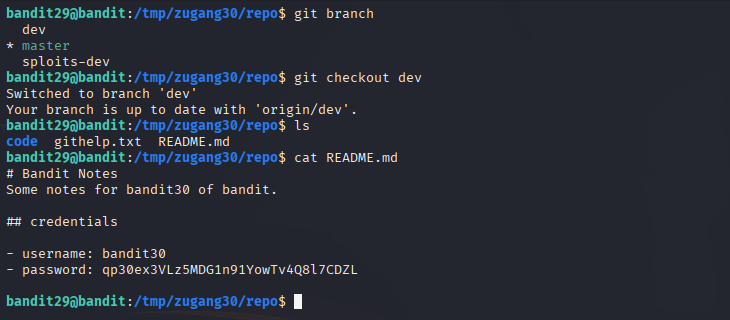 bandit29@bandit:/tmp/zugang30/repo$ git branch
  dev
* master
  sploits-dev
bandit29@bandit:/tmp/zugang30/repo$ git checkout dev
Switched to branch 'dev'
Your branch is up to date with 'origin/dev'.
bandit29@bandit:/tmp/zugang30/repo$ ls
code  githelp.txt  README.md
bandit29@bandit:/tmp/zugang30/repo$ cat README.md
# Bandit Notes
Some notes for bandit30 of bandit.

## credentials

- username: bandit30
- password: qp30ex3VLz5MDG1n91YowTv4Q8l7CDZL

bandit29@bandit:/tmp/zugang30/repo$